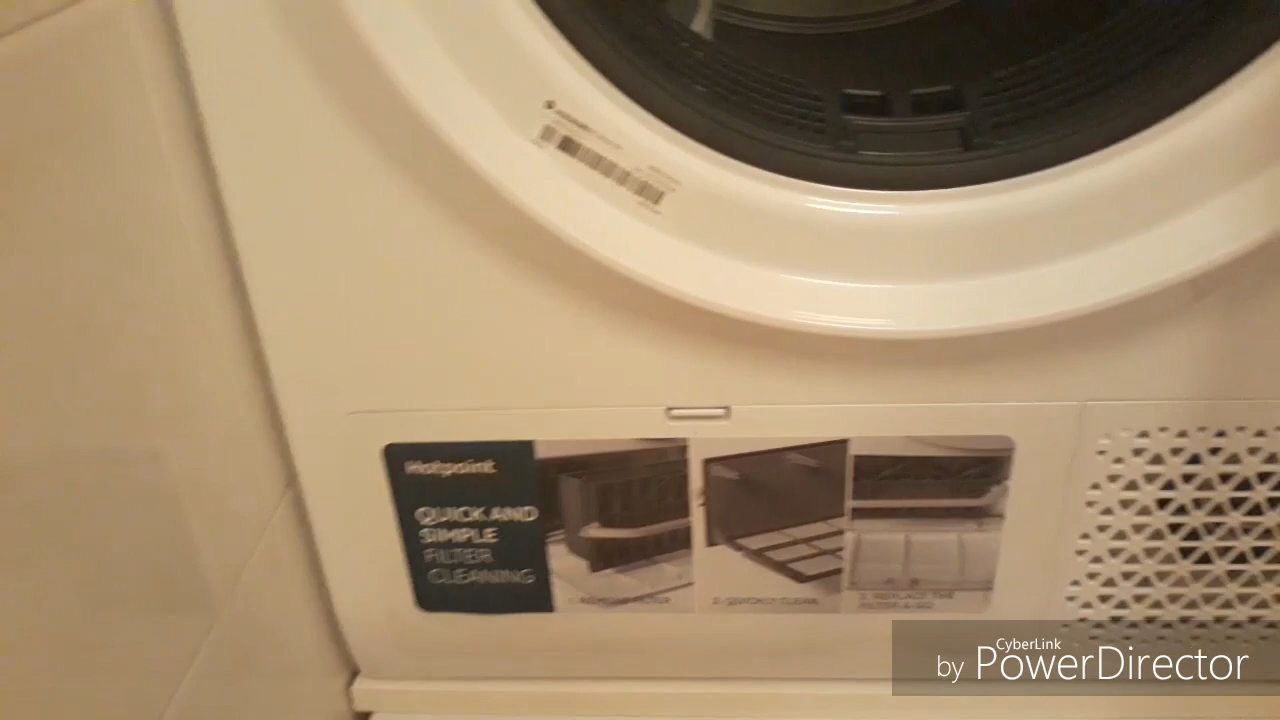 Hotpoint
QUICK AND
SIMPLE
FILTER
CLEANING
2. QUICKLY CLEAN
3. REPLACE THE
FILTER & GO
CyberLink
by PowerDirector